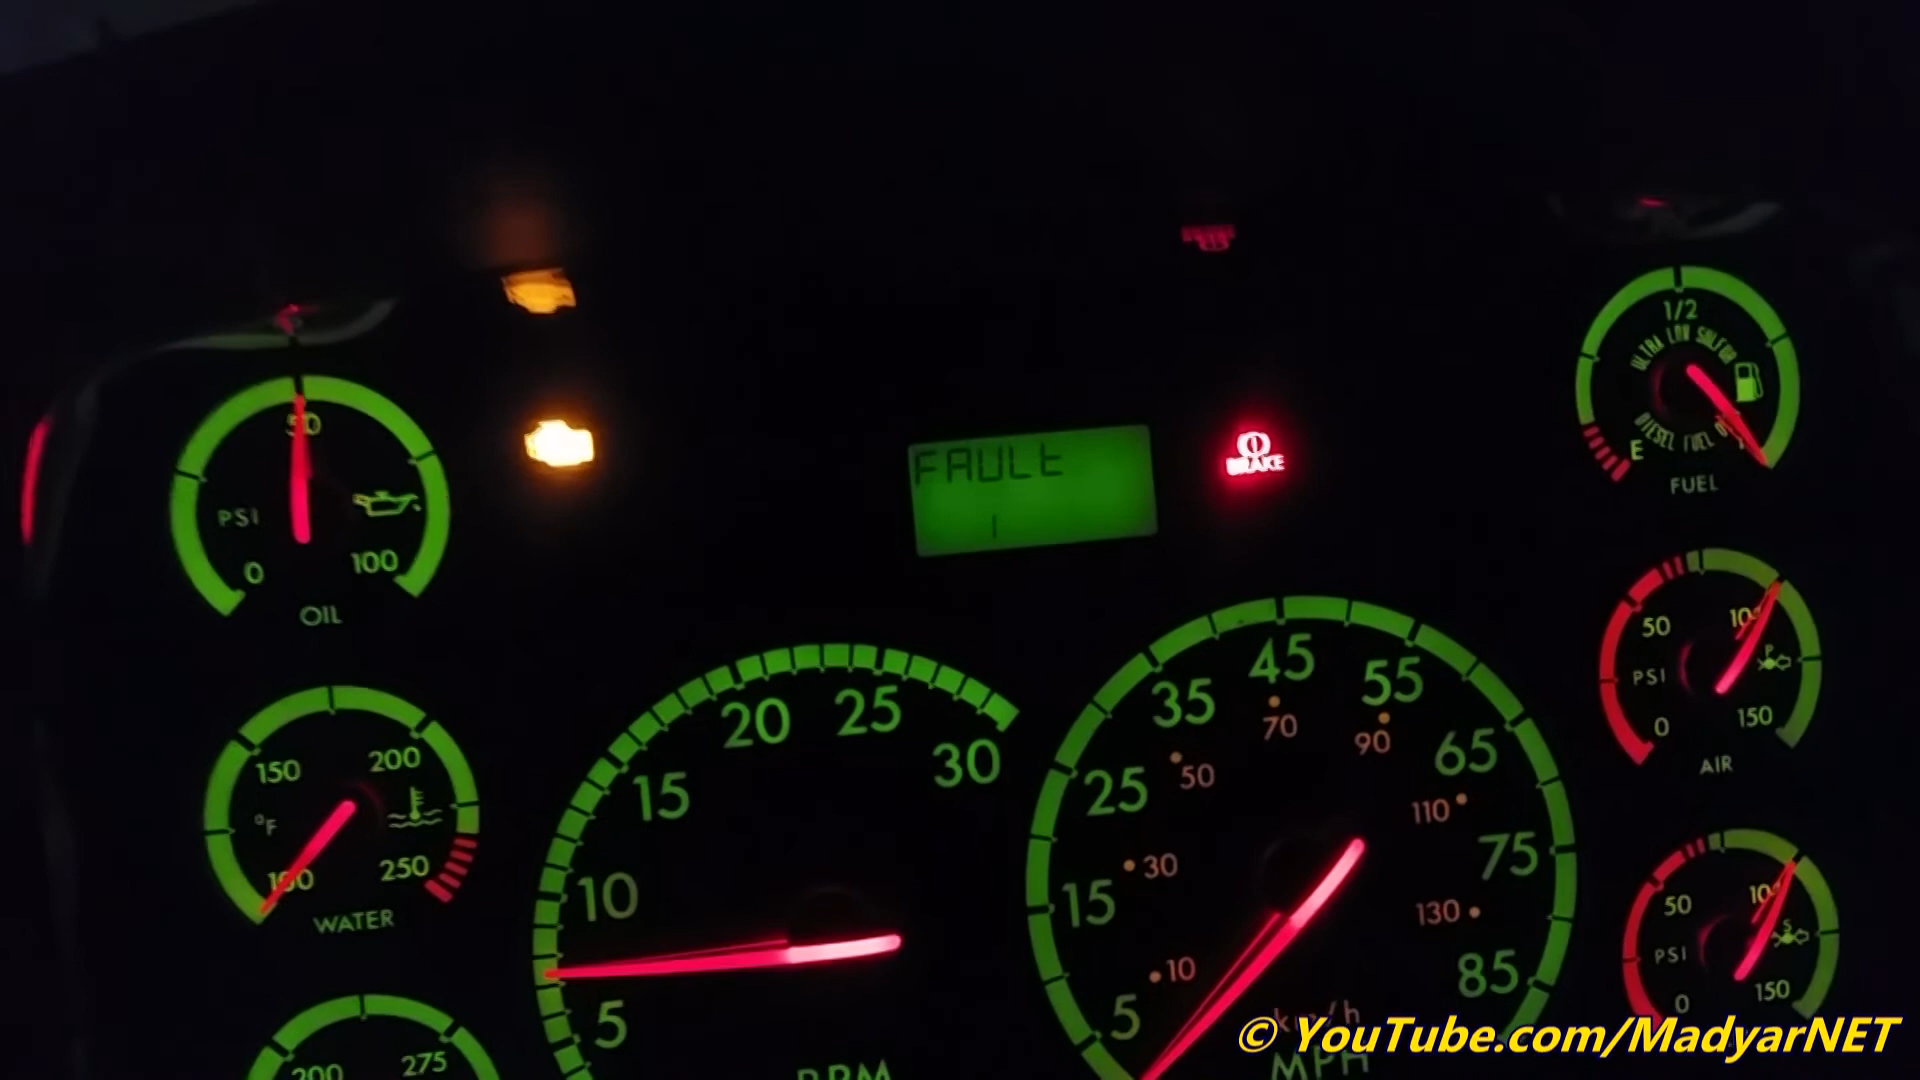 1/2
ULTRA LOW SULFUR
DIESEL FUEL
E
FUEL
50
PSI
0
100
OIL
FAULt
1
BRAKE
50
PSI
0
150
AIR
150
200
°F
100
250
WATER
5
10
15
20
25
30
RPM
5
15
25
35
45
55
65
75
85
10
30
50
70
90
110
130
km/h
MPH
50
100
PSI
0
150
200
275
© YouTube.com/MadyarNET